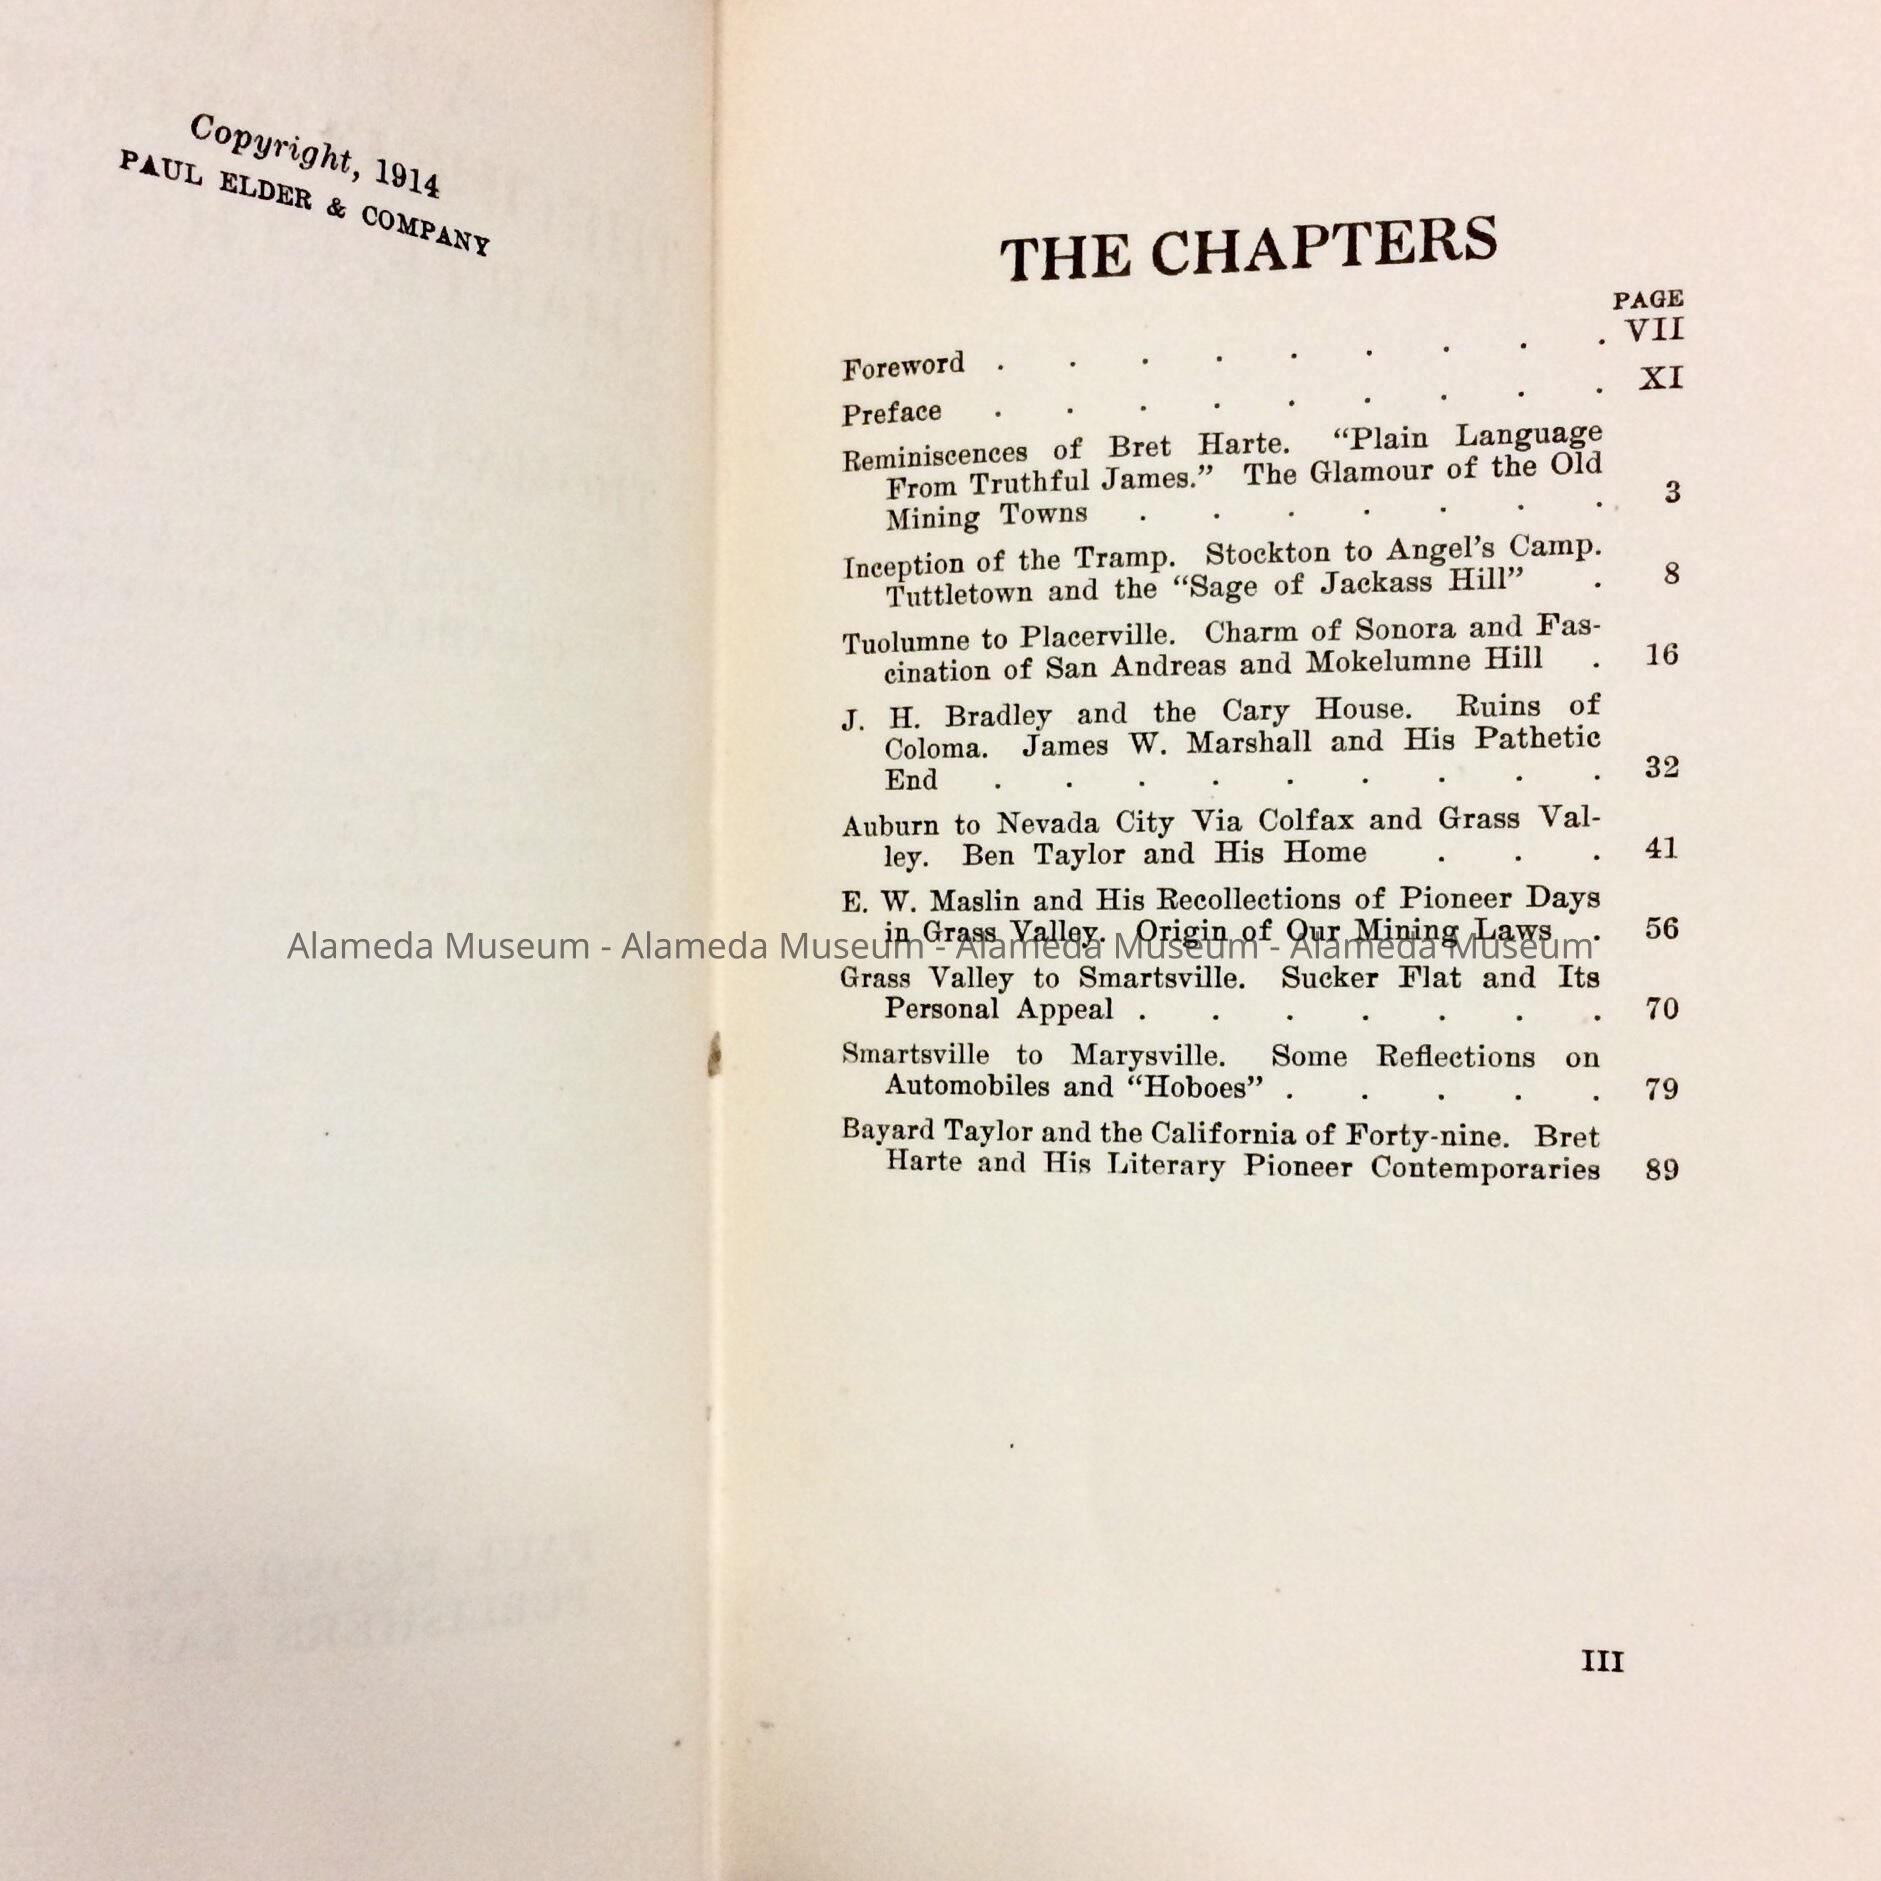 Copyright, 1914
PAUL ELDER & COMPANY
THE CHAPTERS
PAGE
Foreword . . . . . . . . . VII
Preface . . . . . . . . . XI
Reminiscences of Bret Harte. “Plain Language
From Truthful James.” The Glamour of the Old
Mining Towns . . . . . . . 3
Inception of the Tramp. Stockton to Angel’s Camp.
Tuttletown and the “Sage of Jackass Hill” . 8
Tuolumne to Placerville. Charm of Sonora and Fas-
cination of San Andreas and Mokelumne Hill . 16
J. H. Bradley and the Cary House. Ruins of
Coloma. James W. Marshall and His Pathetic
End . . . . . . . . . 32
Auburn to Nevada City Via Colfax and Grass Val-
ley. Ben Taylor and His Home . . . 41
E. W. Maslin and His Recollections of Pioneer Days
in Grass Valley. Origin of Our Mining Laws . 56
Alameda Museum - Alameda Museum - Alameda Museum - Alameda Museum
Grass Valley to Smartsville. Sucker Flat and Its
Personal Appeal . . . . . . . 70
Smartsville to Marysville. Some Reflections on
Automobiles and “Hoboes” . . . . . 79
Bayard Taylor and the California of Forty-nine. Bret
Harte and His Literary Pioneer Contemporaries 89
III